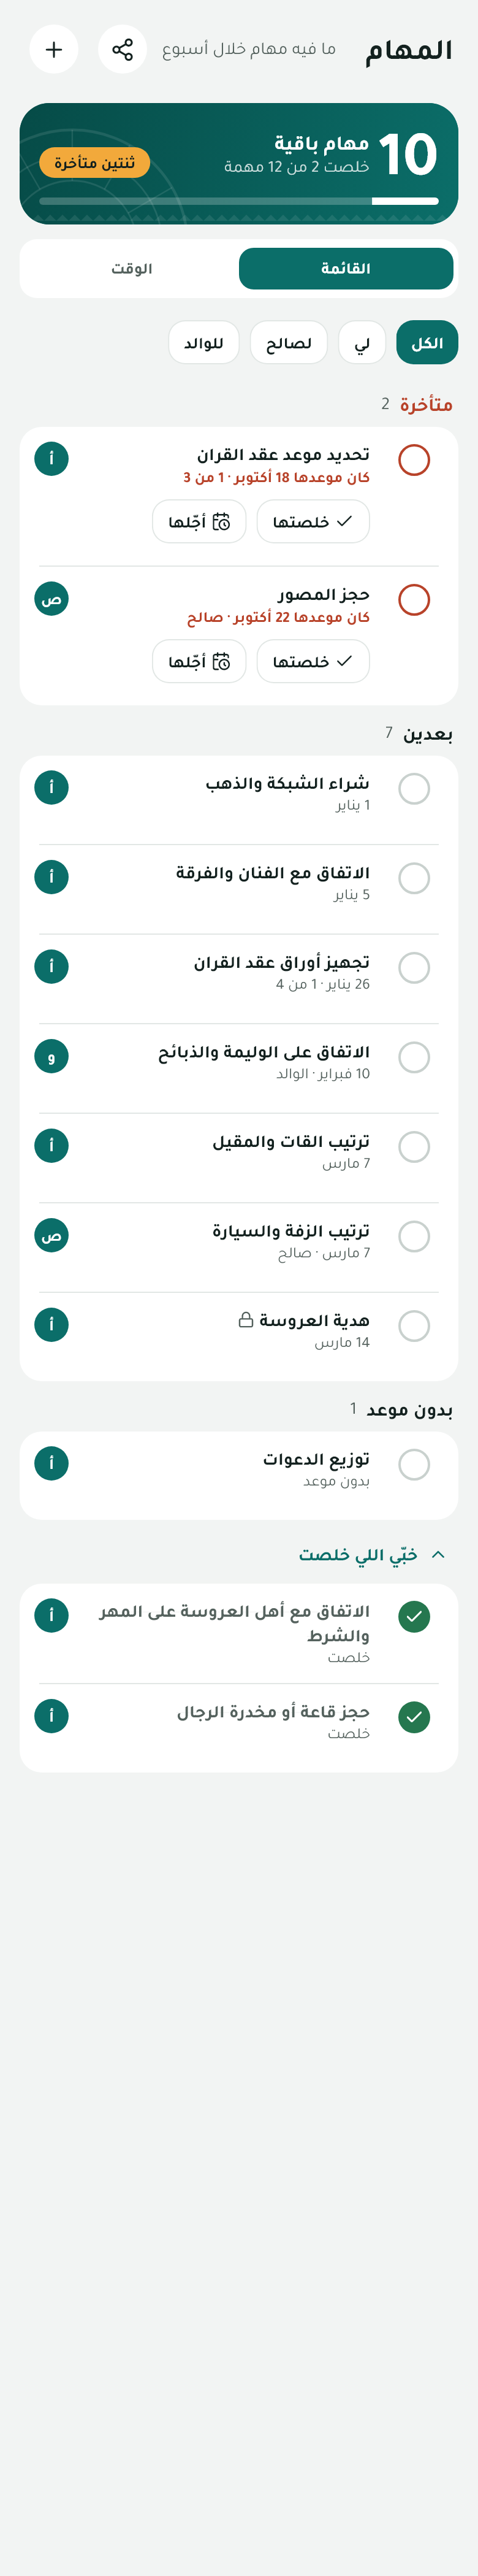 المهام
ما فيه مهام خلال أسبوع
10
مهام باقية
خلصت 2 من 12 مهمة
ثنتين متأخرة
القائمة
الوقت
الكل
لي
لصالح
للوالد
متأخرة 2
تحديد موعد عقد القران
أ
كان موعدها 18 أكتوبر · 1 من 3
خلصتها
أجّلها
حجز المصور
ص
كان موعدها 22 أكتوبر · صالح
خلصتها
أجّلها
بعدين 7
شراء الشبكة والذهب
أ
1 يناير
الاتفاق مع الفنان والفرقة
أ
5 يناير
تجهيز أوراق عقد القران
أ
26 يناير · 1 من 4
الاتفاق على الوليمة والذبائح
و
10 فبراير · الوالد
ترتيب القات والمقيل
أ
7 مارس
ترتيب الزفة والسيارة
ص
7 مارس · صالح
هدية العروسة
أ
14 مارس
بدون موعد 1
توزيع الدعوات
أ
بدون موعد
خبّي اللي خلصت
الاتفاق مع أهل العروسة على المهر
والشرط
أ
خلصت
حجز قاعة أو مخدرة الرجال
أ
خلصت